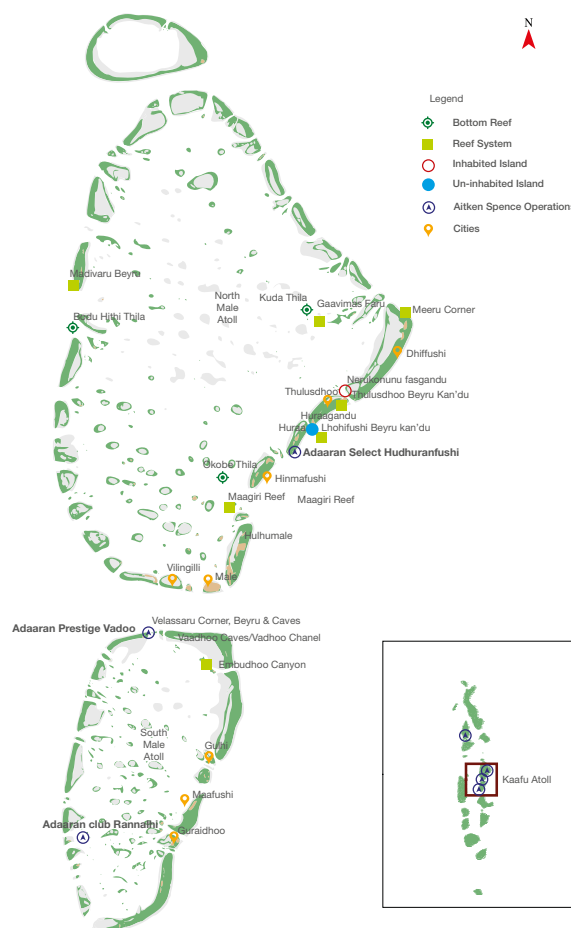 N
Legend
Bottom Reef
Reef System
Inhabited Island
Un-inhabited Island
Aitken Spence Operations
Cities
Madivaru Beyru
North
Male
Atoll
Kuda Thila
Gaavimas Faru
Meeru Corner
Bodu Hithi Thila
Dhiffushi
Nerukonunu fasgandu
Thulusdhoo
Thulusdhoo Beyru Kan'du
Huraagandu
Huraa
Lhohifushi Beyru kan'du
Adaaran Select Hudhuranfushi
Okobe Thila
Hinmafushi
Maagiri Reef
Maagiri Reef
Hulhumale
Vilingilli
Male
Velassaru Corner, Beyru & Caves
Adaaran Prestige Vadoo
Vaadhoo Caves/Vadhoo Chanel
Embudhoo Canyon
South
Male
Atoll
Gulhi
Kaafu Atoll
Maafushi
Adaaran club Rannalhi
Guraidhoo